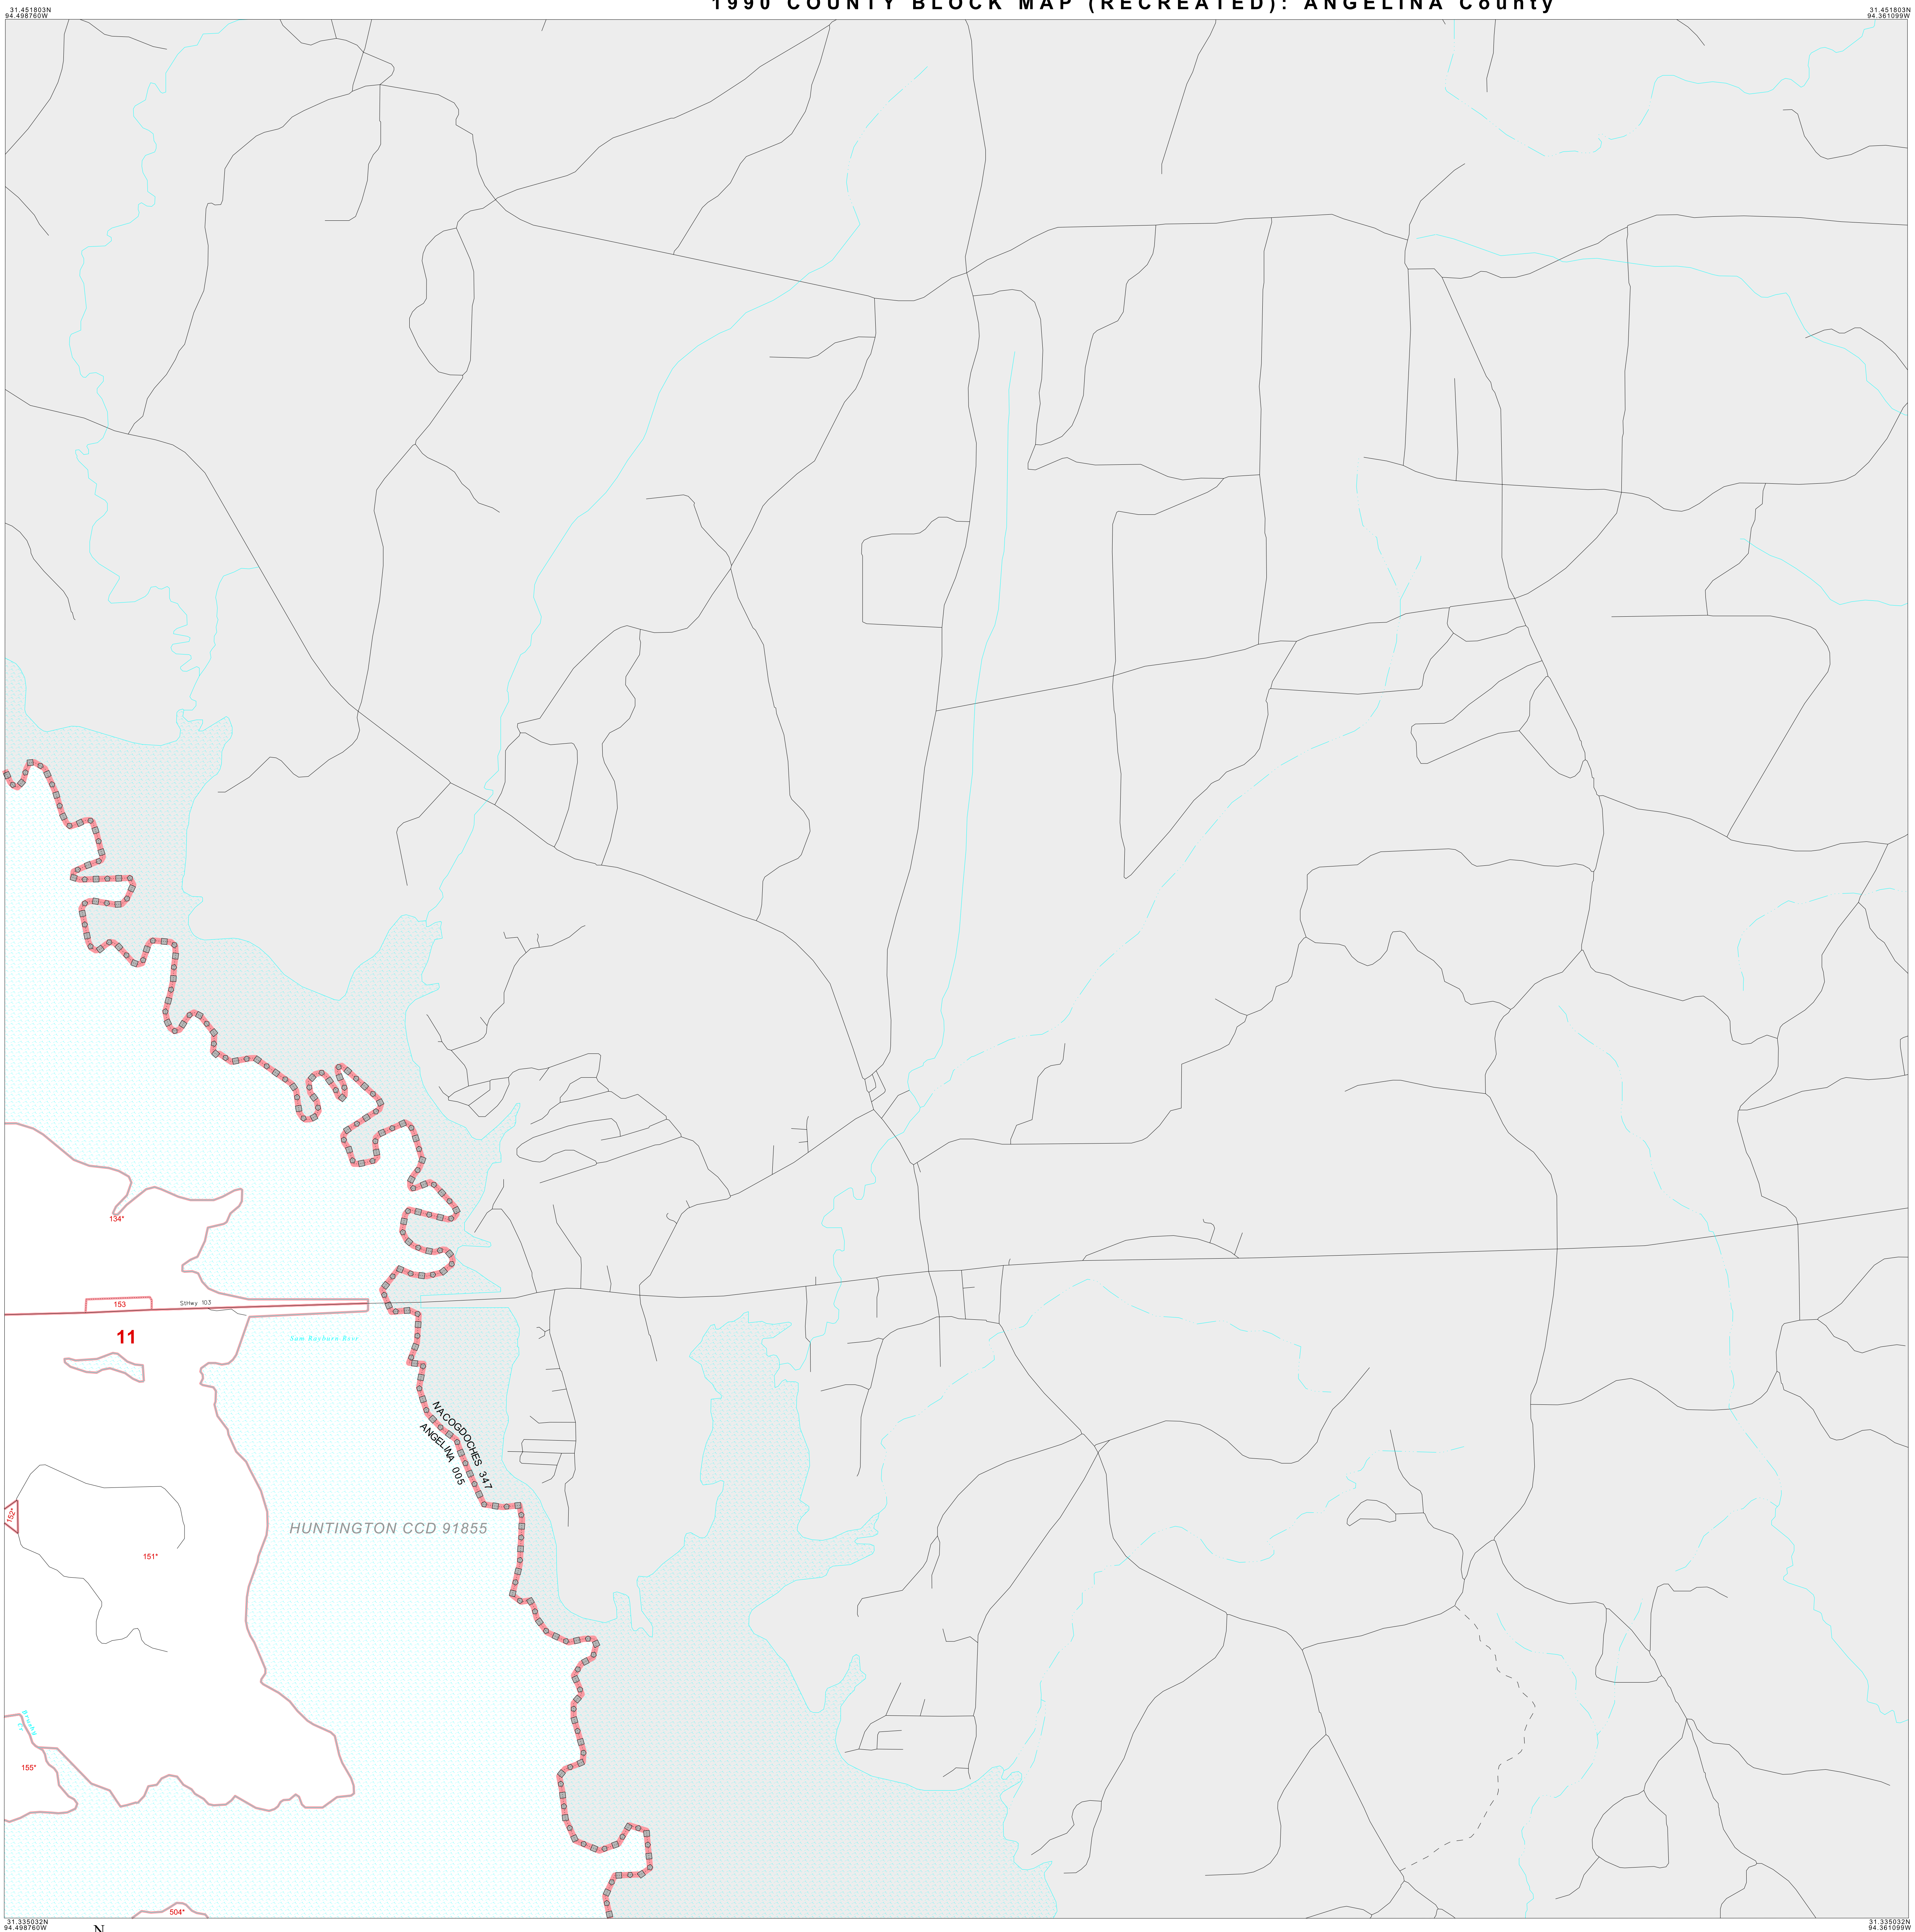 1990 COUNTY BLOCK MAP (RECREATED): ANGELINA County
31.451803N
94.498760W
31.451803N
94.361099W
134*
153
StHwy 103
11
Sam Rayburn Rsvr
NACOGDOCHES 347
ANGELINA 005
HUNTINGTON CCD 91855
152*
151*
155*
504*
31.335032N
94.498760W
N
31.335032N
94.361099W